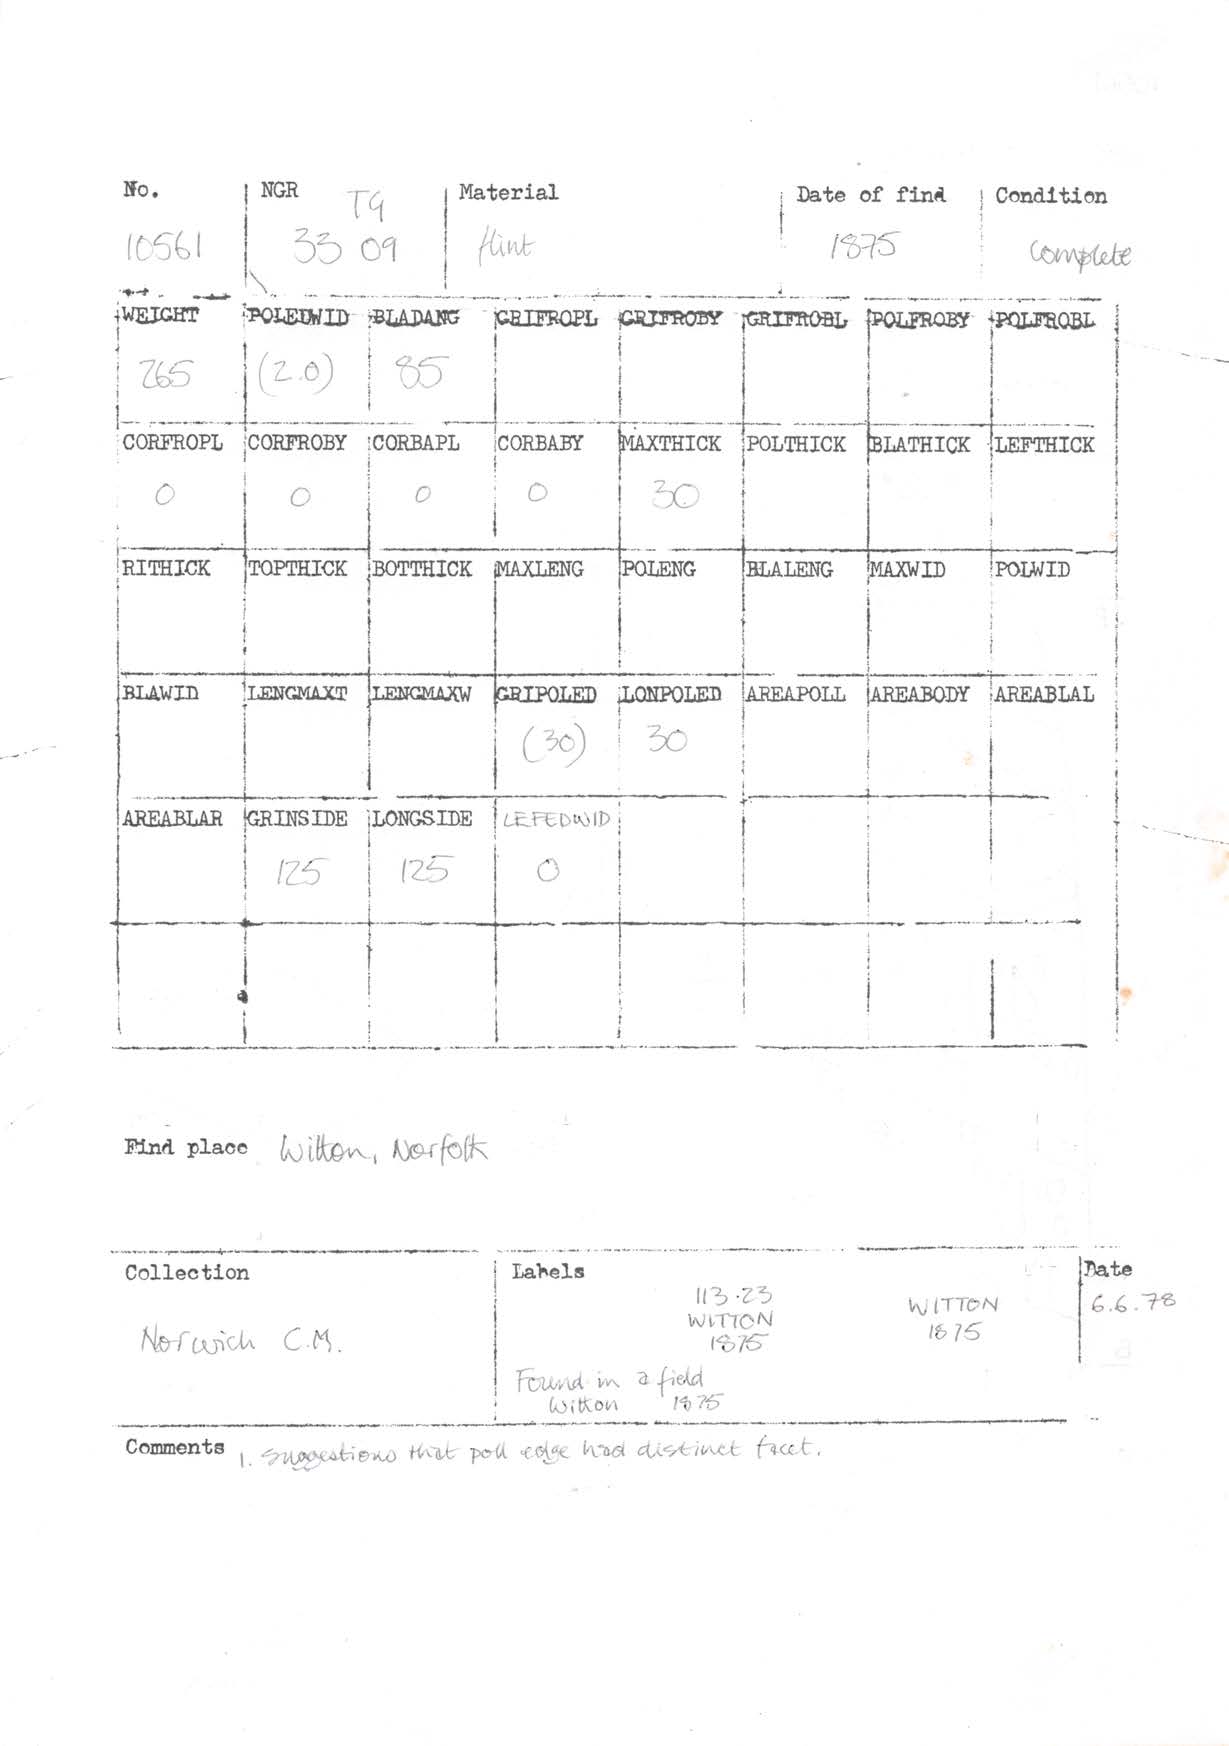 No. NGR Material Date of find Condition
TG
10561 33 09 flint 1875 complete
WEIGHT POLEDWID BLADANG GRIFROPL GRIFROBY GRIFROBL POLFROBY POLFROBL
265 (2.0) 85
CORFROPL CORFROBY CORBAPL CORBABY MAXTHICK POLTHICK BLATHICK LEFTHICK
0 0 0 0 30
RITHICK TOPTHICK BOTTHICK MAXLENG POLENG BLALENG MAXWID POLWID
BLAWID LENGMAXT LENGMAXW GRIPOLED LONPOLED AREAPOLL AREABODY AREABLAL
(30) 30
AREABLAR GRINSIDE LONGSIDE LEFEDWID
125 125 0
Find place Witton, Norfolk
Collection Labels Date
113.23
WITTON WITTON 6.6.78
1875 1875
Norwich C.M.
Found in a field
Witton 1875
Comments 1. Suggestions that poll edge had distinct facet.